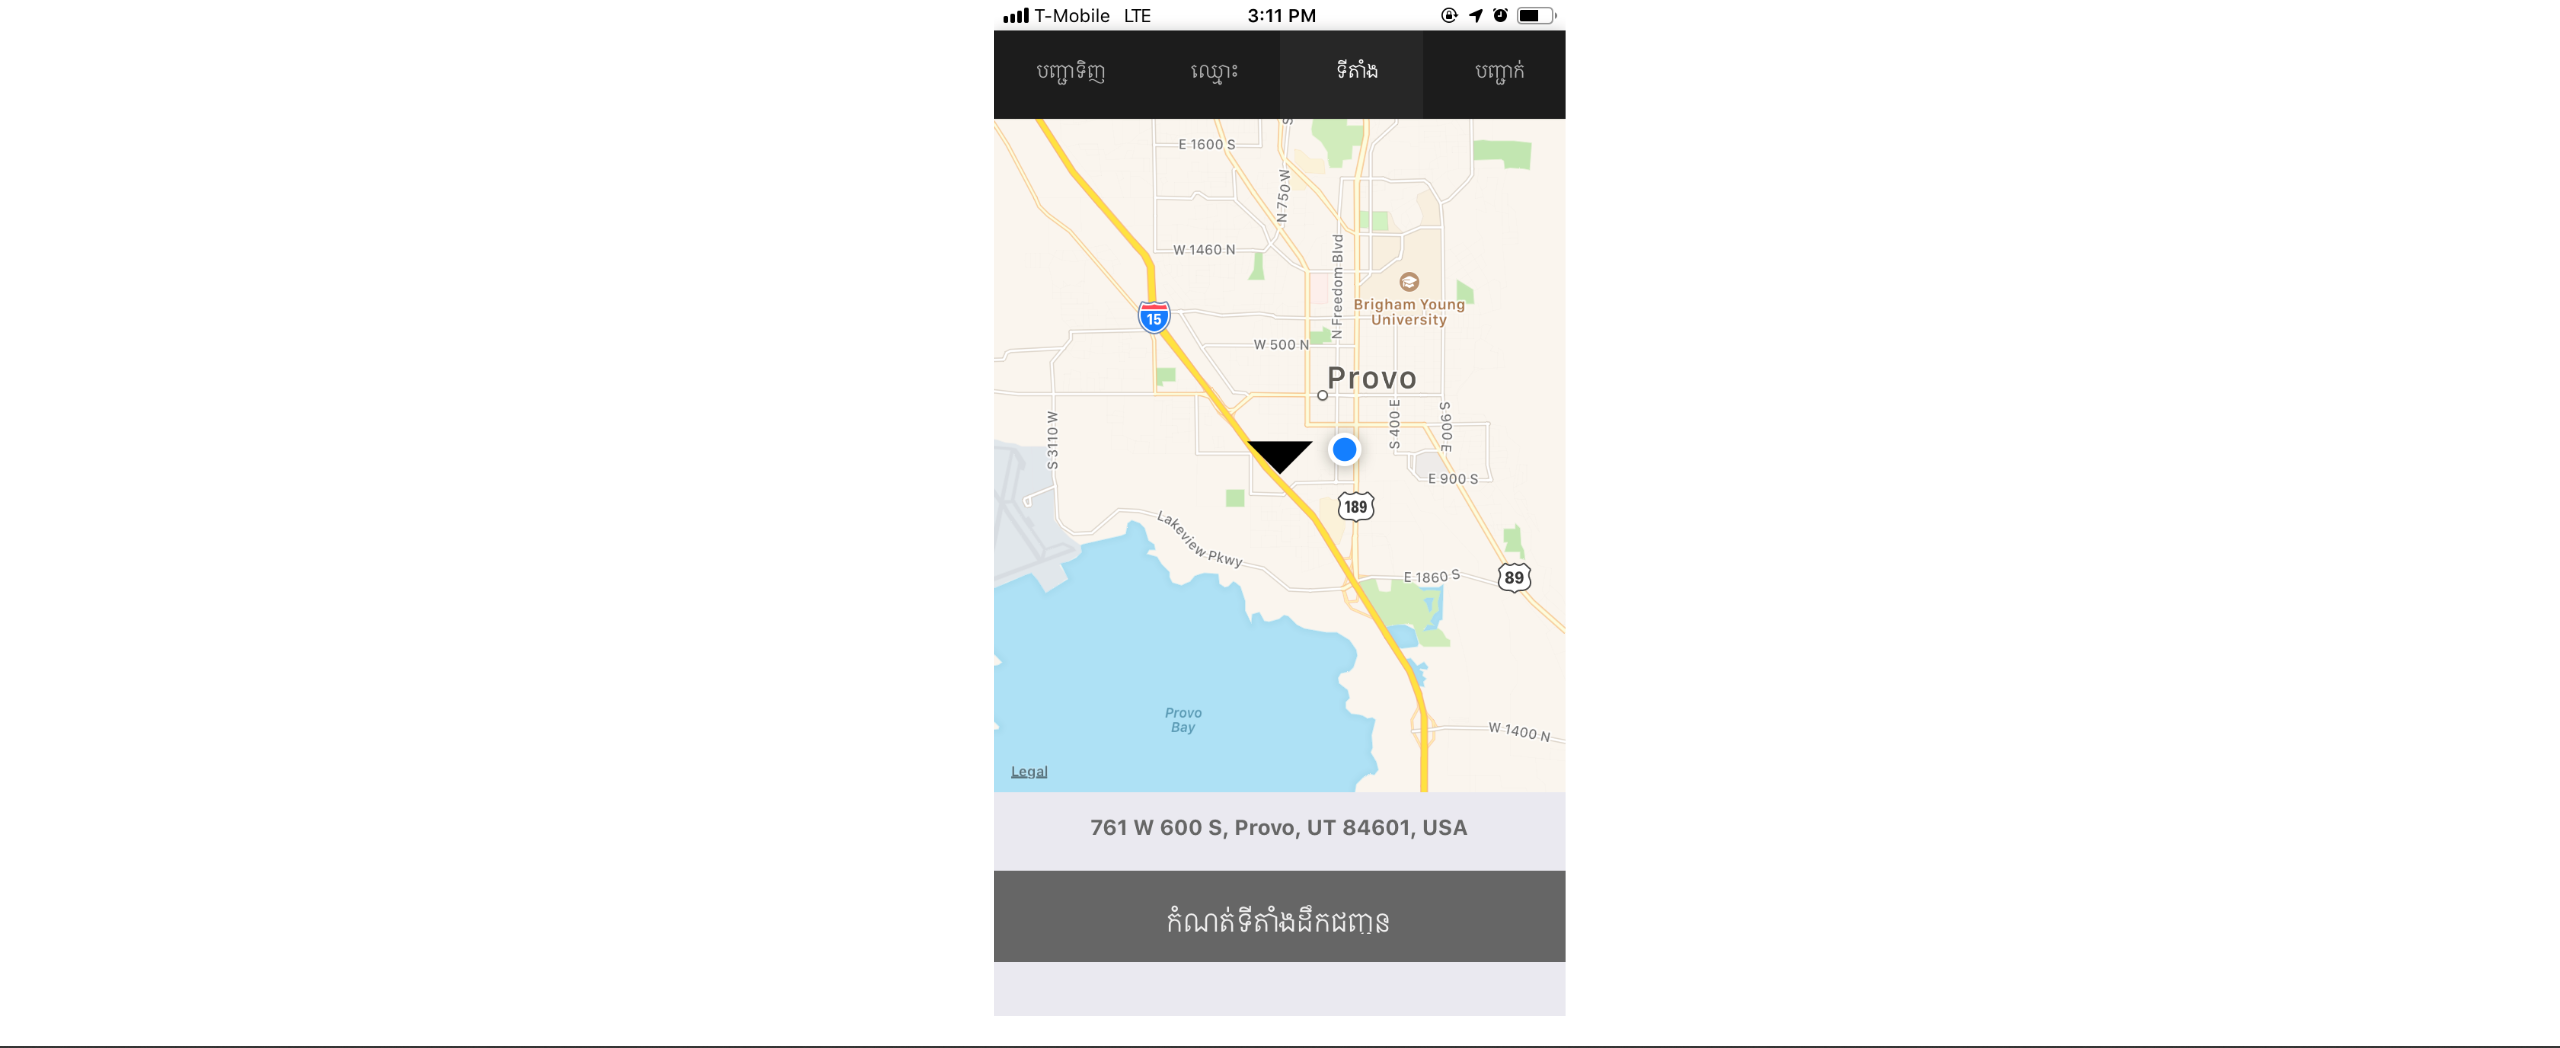 T-Mobile LTE 3:11 PM
បញ្ជាទិញ ឈ្មោះ ទីតាំង បញ្ជាក់
S
E 1600 S
N 750 W
W 1460 N
N Freedom Blvd
Brigham Young
University
15
W 500 N
Provo
S 3110 W
S 400 E
S 900 E
E 900 S
189
Lakeview Pkwy
E 1860 S
89
Provo
Bay
W 1400 N
Legal
761 W 600 S, Provo, UT 84601, USA
កំណត់ទីតាំងដឹកជញ្ជូន